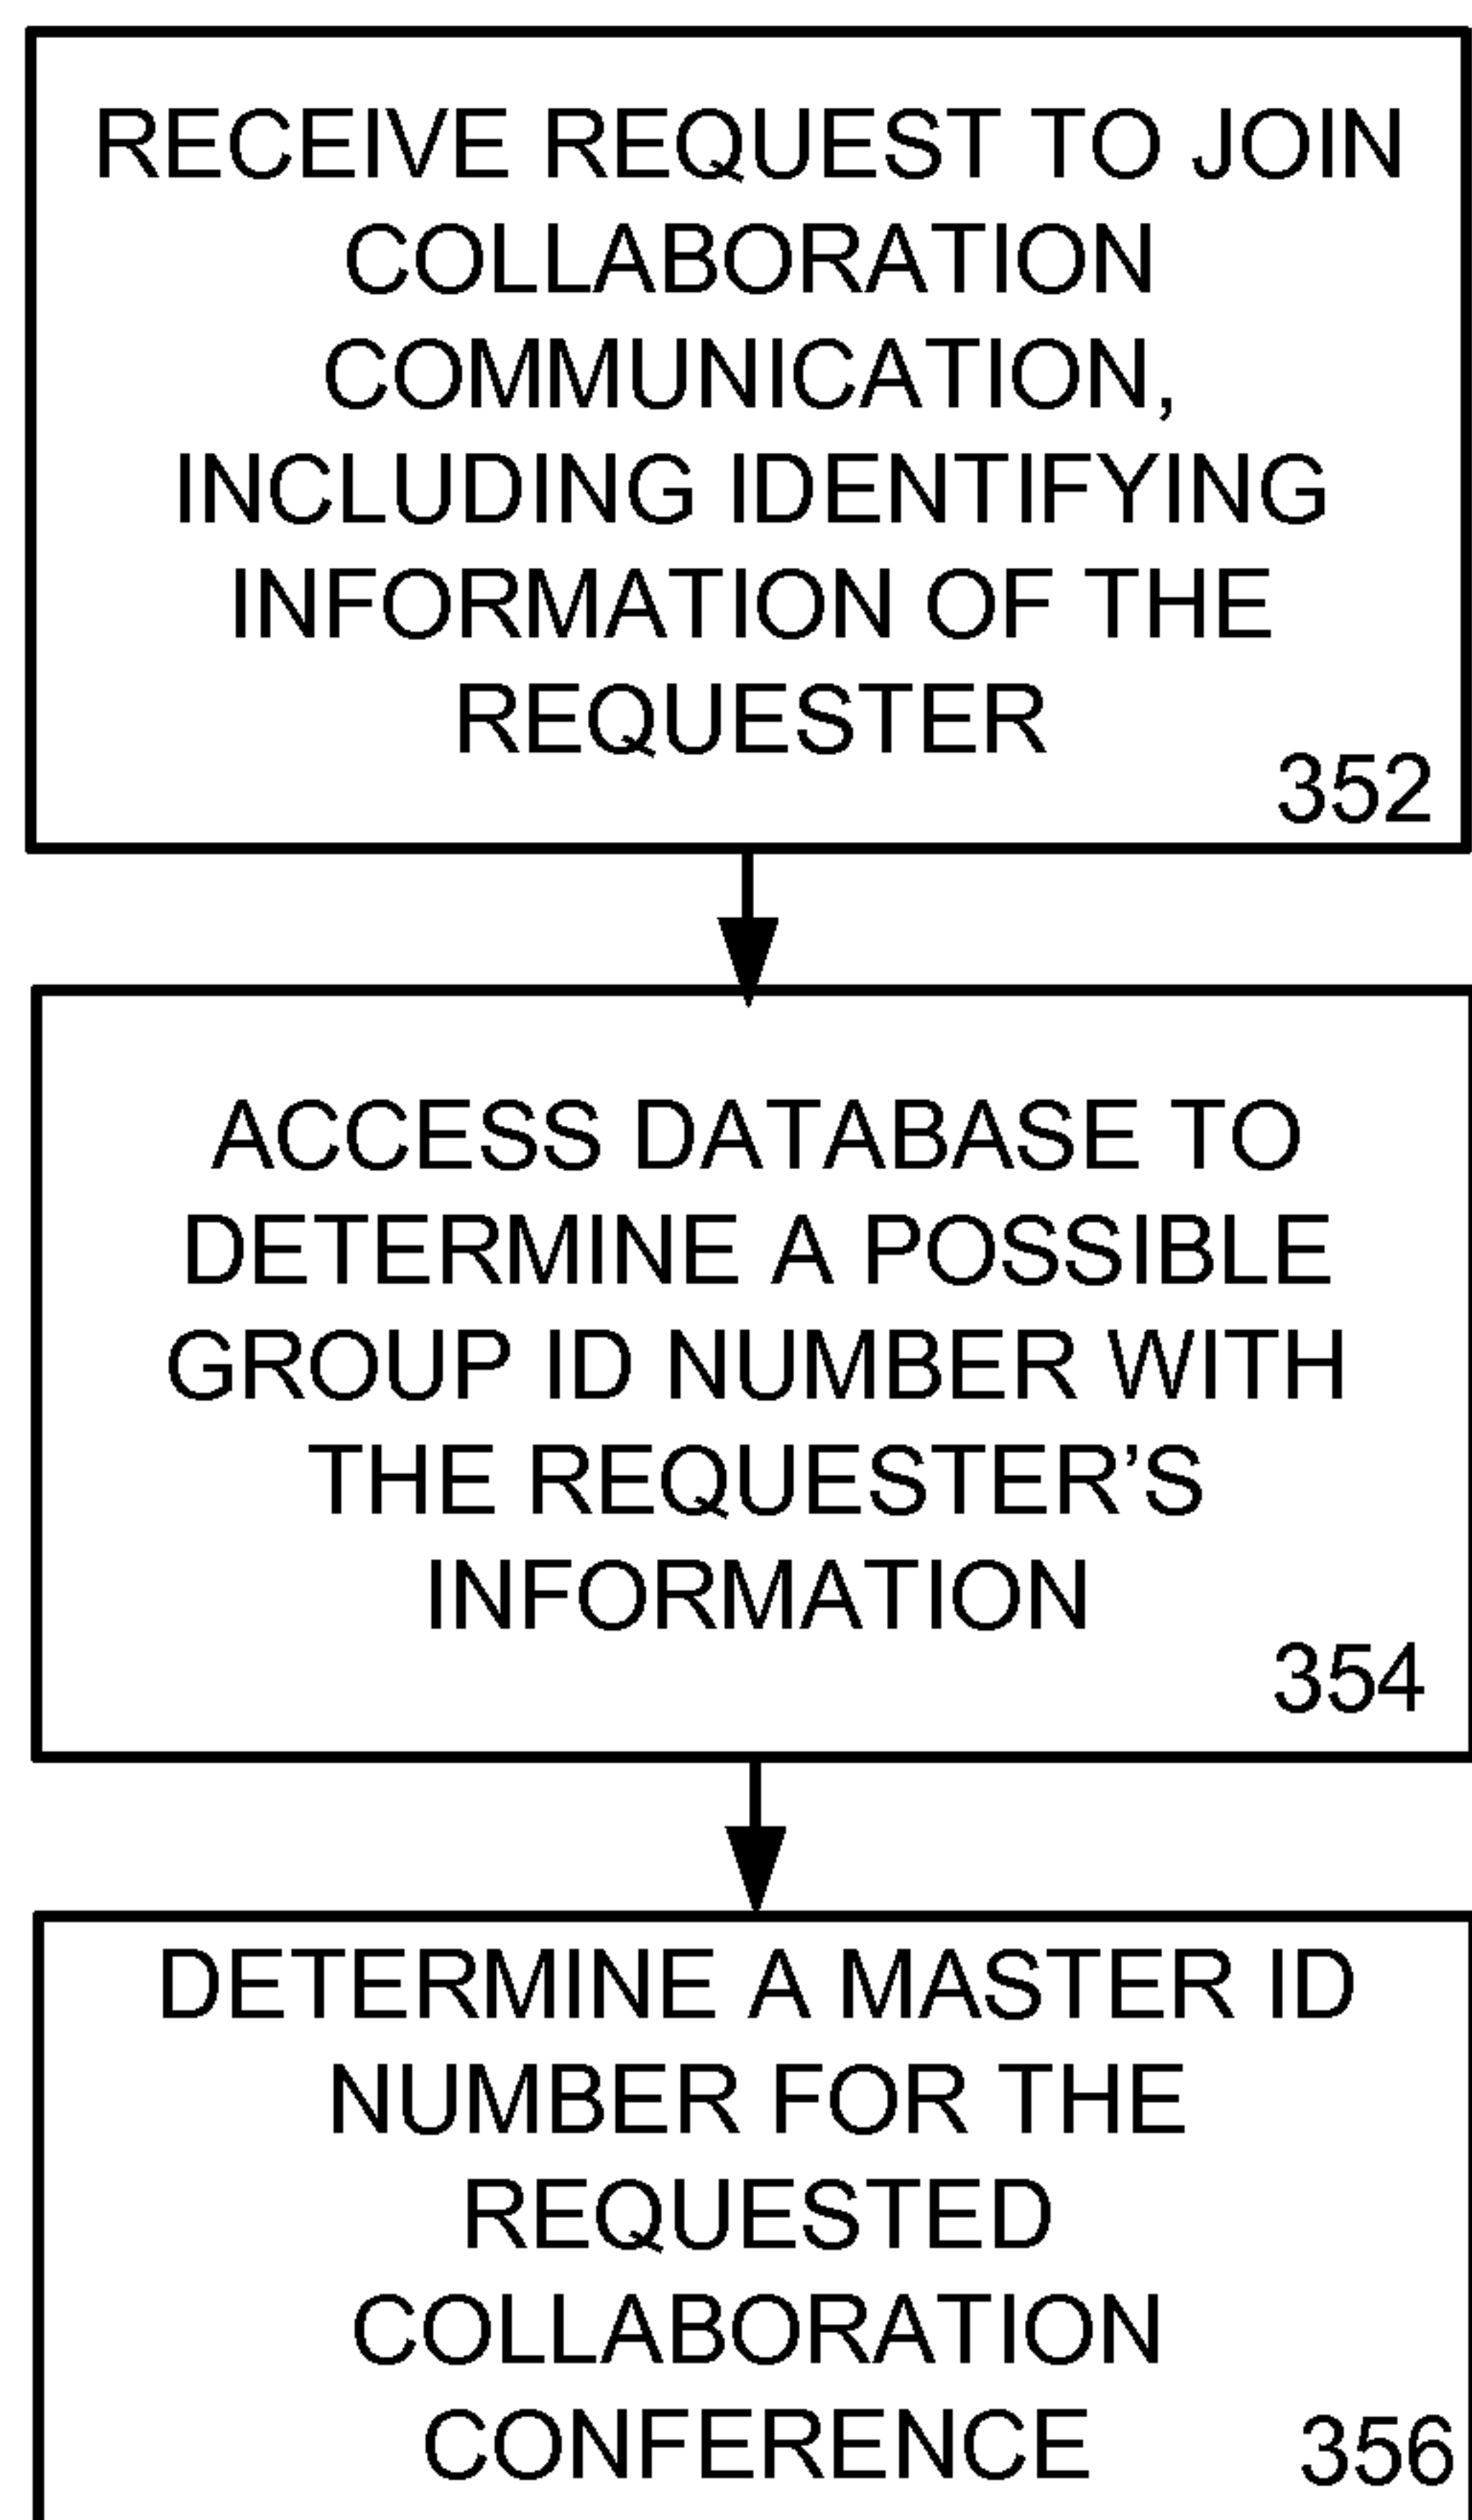 RECEIVE REQUEST TO JOIN
COLLABORATION
COMMUNICATION,
INCLUDING IDENTIFYING
INFORMATION OF THE
REQUESTER
352
ACCESS DATABASE TO
DETERMINE A POSSIBLE
GROUP ID NUMBER WITH
THE REQUESTER’S
INFORMATION
354
DETERMINE A MASTER ID
NUMBER FOR THE
REQUESTED
COLLABORATION
CONFERENCE
356